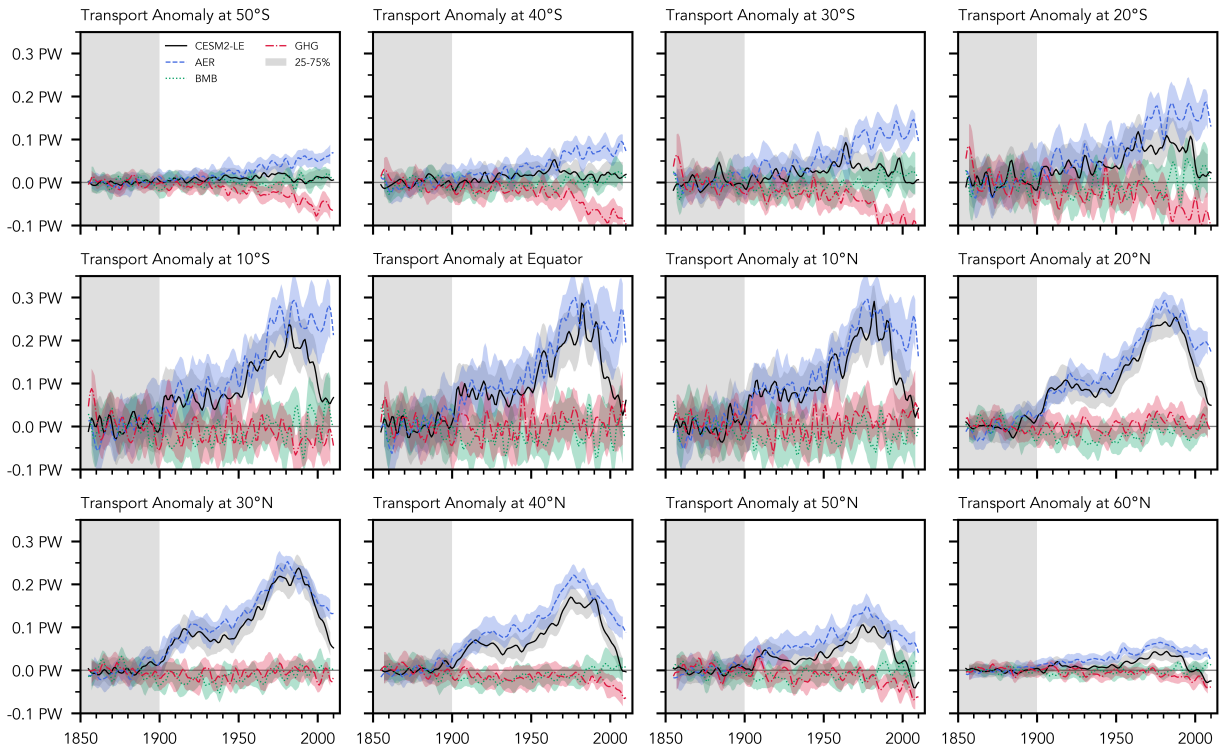 Transport Anomaly at 50°S
Transport Anomaly at 40°S
Transport Anomaly at 30°S
Transport Anomaly at 20°S
0.3 PW
0.2 PW
0.1 PW
0.0 PW
-0.1 PW
CESM2-LE
AER
BMB
GHG
25-75%
Transport Anomaly at 10°S
Transport Anomaly at Equator
Transport Anomaly at 10°N
Transport Anomaly at 20°N
0.3 PW
0.2 PW
0.1 PW
0.0 PW
-0.1 PW
Transport Anomaly at 30°N
Transport Anomaly at 40°N
Transport Anomaly at 50°N
Transport Anomaly at 60°N
0.3 PW
0.2 PW
0.1 PW
0.0 PW
-0.1 PW
1850 1900 1950 2000
1850 1900 1950 2000
1850 1900 1950 2000
1850 1900 1950 2000